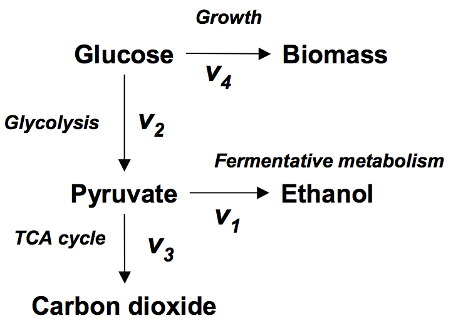 Growth
Glucose
Biomass
v4
Glycolysis
v2
Fermentative metabolism
Pyruvate
Ethanol
v1
TCA cycle
v3
Carbon dioxide